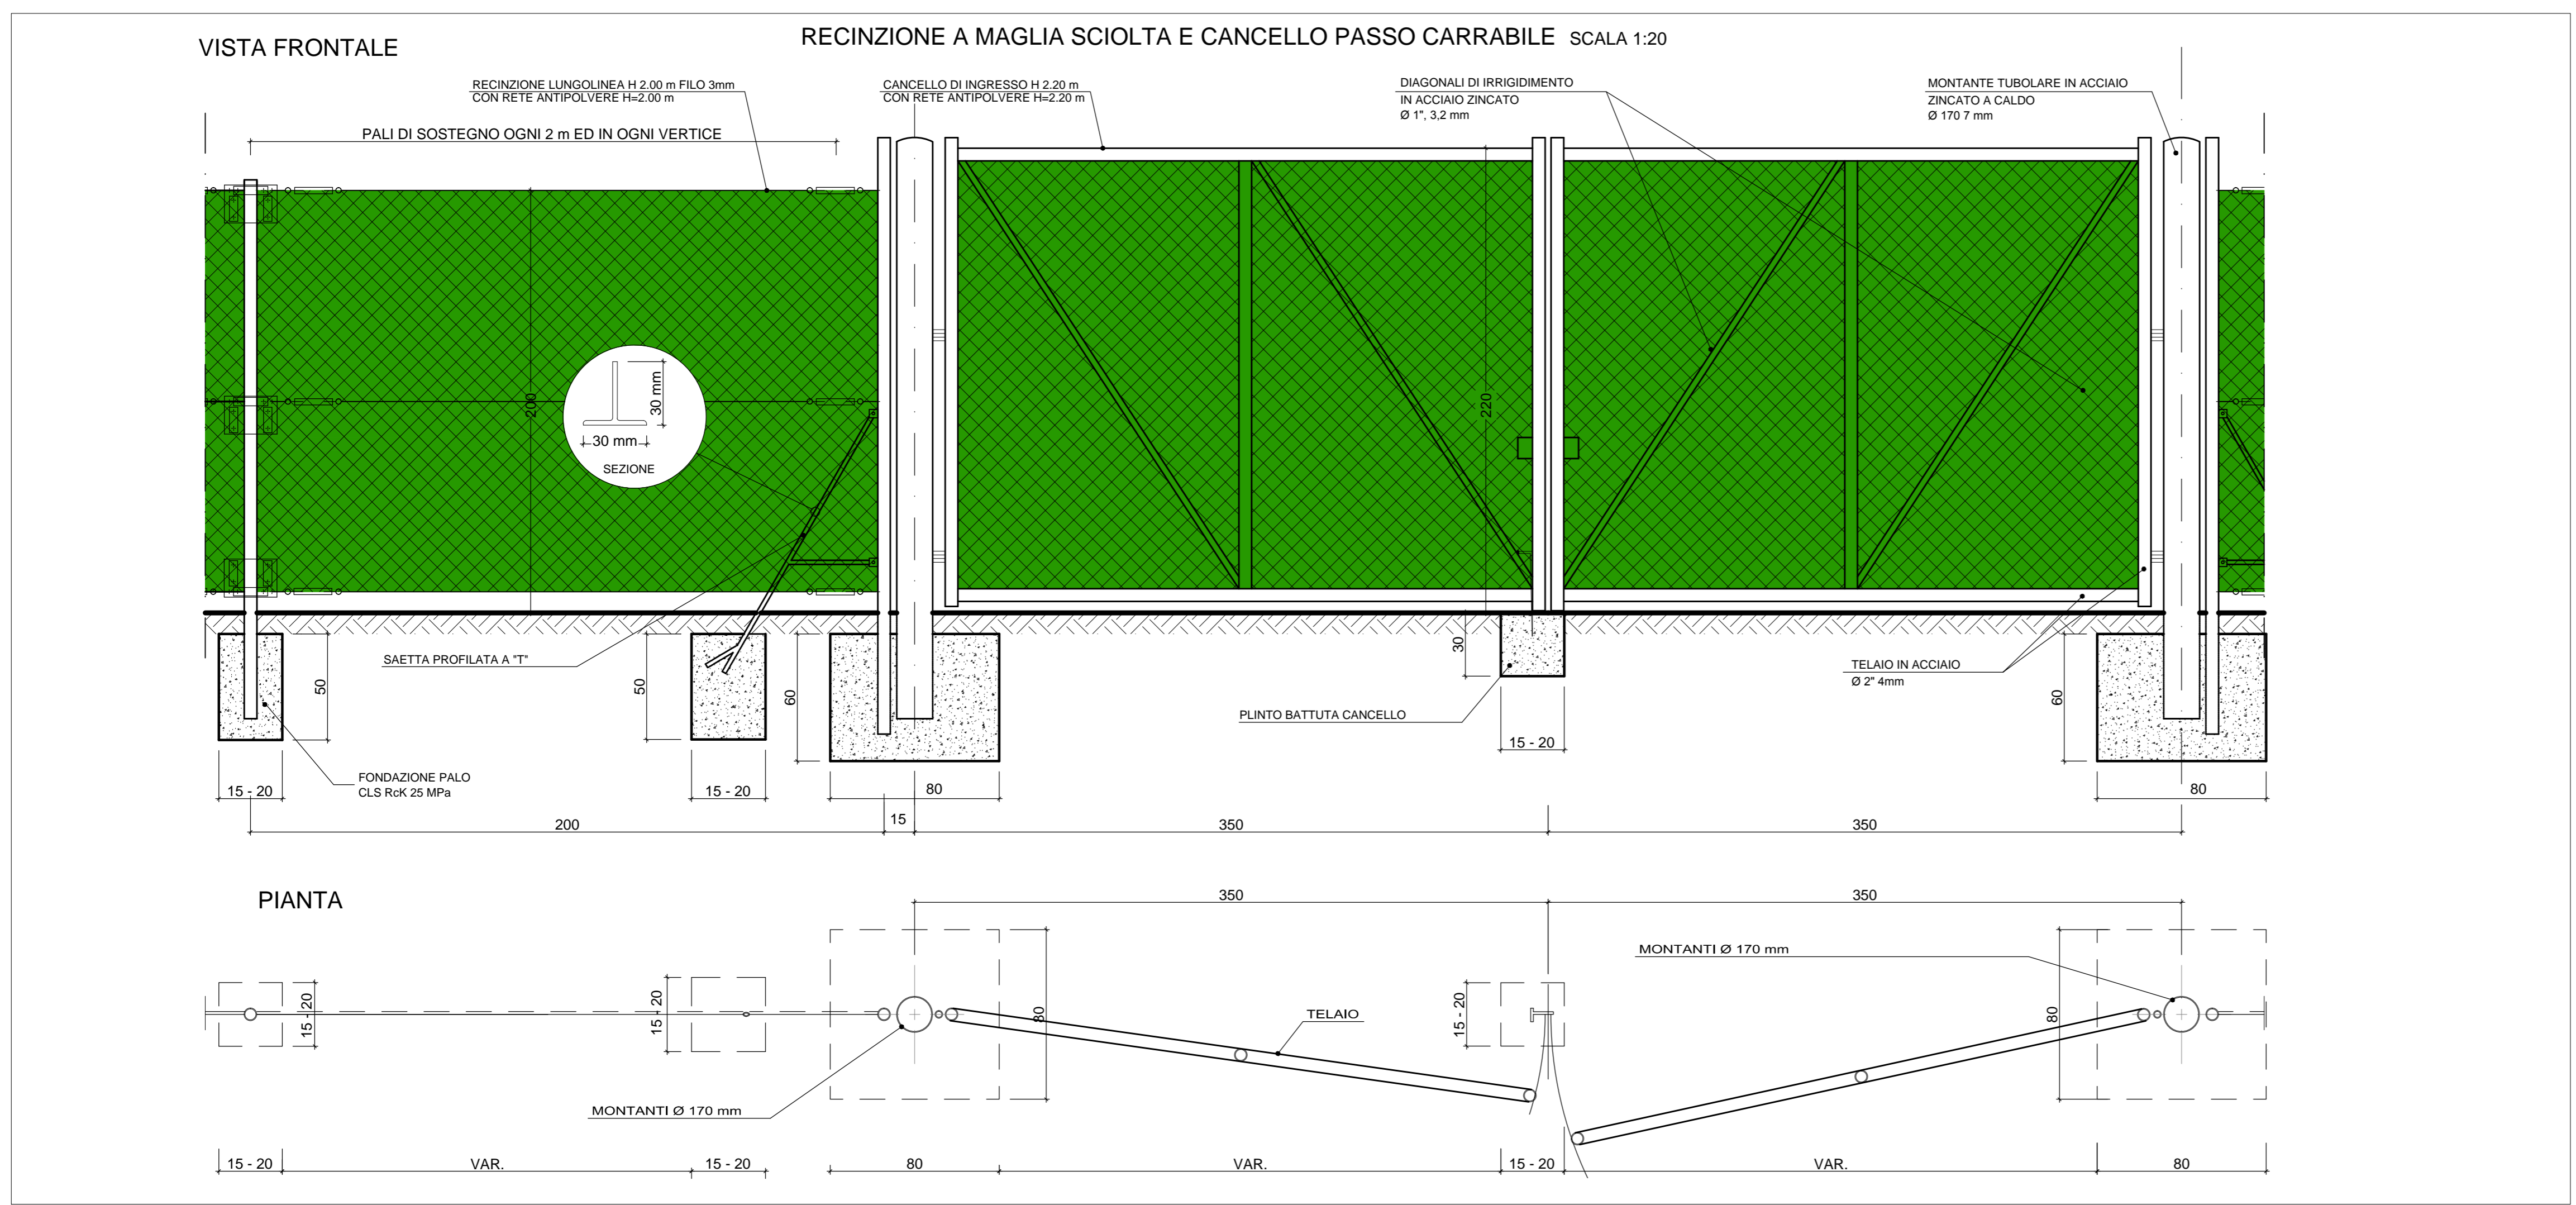 RECINZIONE A MAGLIA SCIOLTA E CANCELLO PASSO CARRABILE SCALA 1:20
VISTA FRONTALE
RECINZIONE LUNGOLINEA H 2.00 m FILO 3mm
CON RETE ANTIPOLVERE H=2.00 m
CANCELLO DI INGRESSO H 2.20 m
CON RETE ANTIPOLVERE H=2.20 m
DIAGONALI DI IRRIGIDIMENTO
IN ACCIAIO ZINCATO
Ø 1", 3,2 mm
MONTANTE TUBOLARE IN ACCIAIO
ZINCATO A CALDO
Ø 170 7 mm
PALI DI SOSTEGNO OGNI 2 m ED IN OGNI VERTICE
200
30 mm
30 mm
SEZIONE
220
SAETTA PROFILATA A "T"
50
50
60
30
60
TELAIO IN ACCIAIO
Ø 2" 4mm
PLINTO BATTUTA CANCELLO
FONDAZIONE PALO
CLS RcK 25 MPa
15 - 20
15 - 20
80
15 - 20
80
200
15
350
350
PIANTA
350
350
MONTANTI Ø 170 mm
15 - 20
15 - 20
80
15 - 20
80
TELAIO
MONTANTI Ø 170 mm
15 - 20
VAR.
15 - 20
80
VAR.
15 - 20
VAR.
80